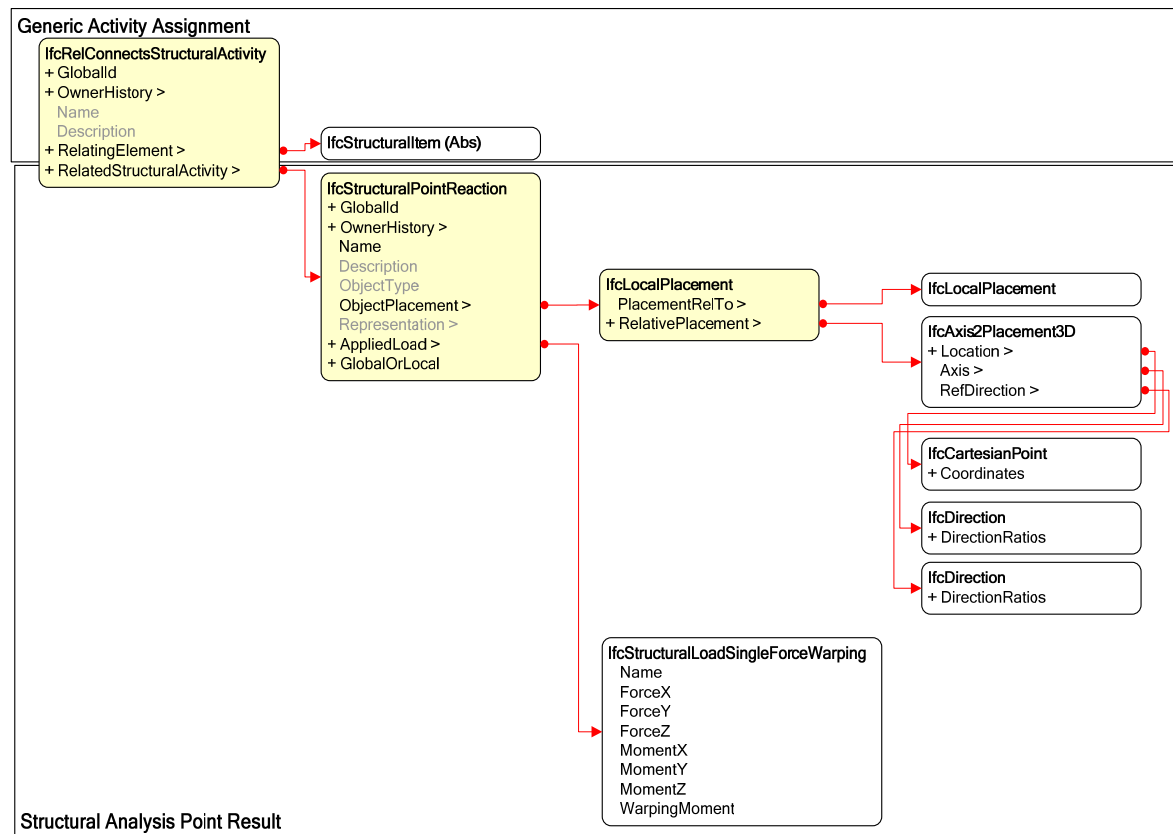 Generic Activity Assignment
IfcRelConnectsStructuralActivity
+ GlobalId
+ OwnerHistory >
Name
Description
+ RelatingElement >
+ RelatedStructuralActivity >
IfcStructuralItem (Abs)
IfcStructuralPointReaction
+ GlobalId
+ OwnerHistory >
Name
Description
ObjectType
ObjectPlacement >
Representation >
+ AppliedLoad >
+ GlobalOrLocal
IfcLocalPlacement
PlacementRelTo >
+ RelativePlacement >
IfcLocalPlacement
IfcAxis2Placement3D
+ Location >
Axis >
RefDirection >
IfcCartesianPoint
+ Coordinates
IfcDirection
+ DirectionRatios
IfcDirection
+ DirectionRatios
IfcStructuralLoadSingleForceWarping
Name
ForceX
ForceY
ForceZ
MomentX
MomentY
MomentZ
WarpingMoment
Structural Analysis Point Result